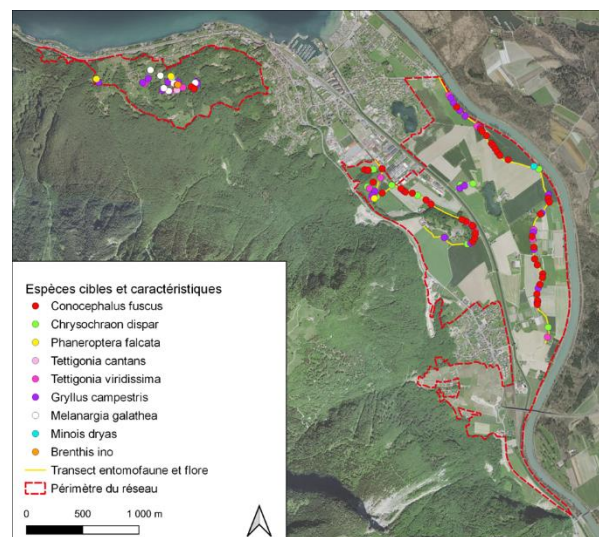 Espèces cibles et caractéristiques
Conocephalus fuscus
Chrysochraon dispar
Phaneroptera falcata
Tettigonia cantans
Tettigonia viridissima
Gryllus campestris
Melanargia galathea
Minois dryas
Brenthis ino
Transect entomofaune et flore
Périmètre du réseau
0 500 1 000 m